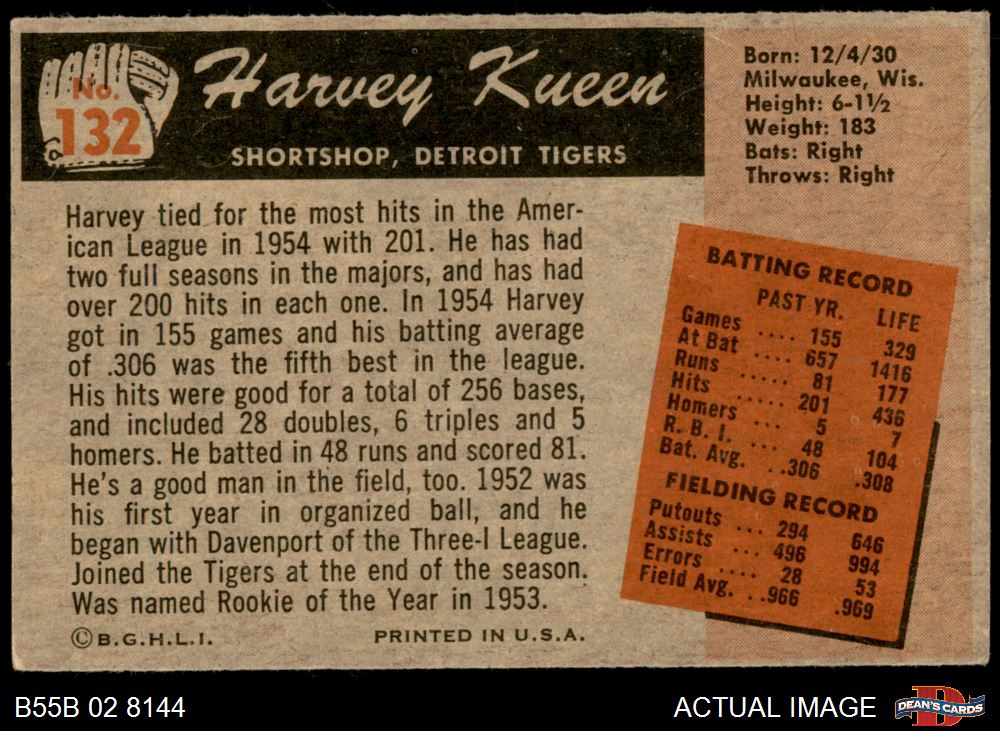 No.
132
Harvey Kueen
SHORTSHOP, DETROIT TIGERS
Born: 12/4/30
Milwaukee, Wis.
Height: 6-1½
Weight: 183
Bats: Right
Throws: Right
Harvey tied for the most hits in the Amer-
ican League in 1954 with 201. He has had
two full seasons in the majors, and has had
over 200 hits in each one. In 1954 Harvey
got in 155 games and his batting average
of .306 was the fifth best in the league.
His hits were good for a total of 256 bases,
and included 28 doubles, 6 triples and 5
homers. He batted in 48 runs and scored 81.
He's a good man in the field, too. 1952 was
his first year in organized ball, and he
began with Davenport of the Three-I League.
Joined the Tigers at the end of the season.
Was named Rookie of the Year in 1953.
©B.G.H.L.I. PRINTED IN U.S.A.
BATTING RECORD
PAST YR. LIFE
Games .... 155 329
At Bat .... 657 1416
Runs ..... 81 177
Hits .... 201 436
Homers ... 5 7
R. B. I. ... 48 104
Bat. Avg. ..306 .308
FIELDING RECORD
Putouts ... 294 646
Assists ... 496 994
Errors .... 28 53
Field Avg. ..966 .969
B55B 02 8144
ACTUAL IMAGE
DEAN'S CARDS